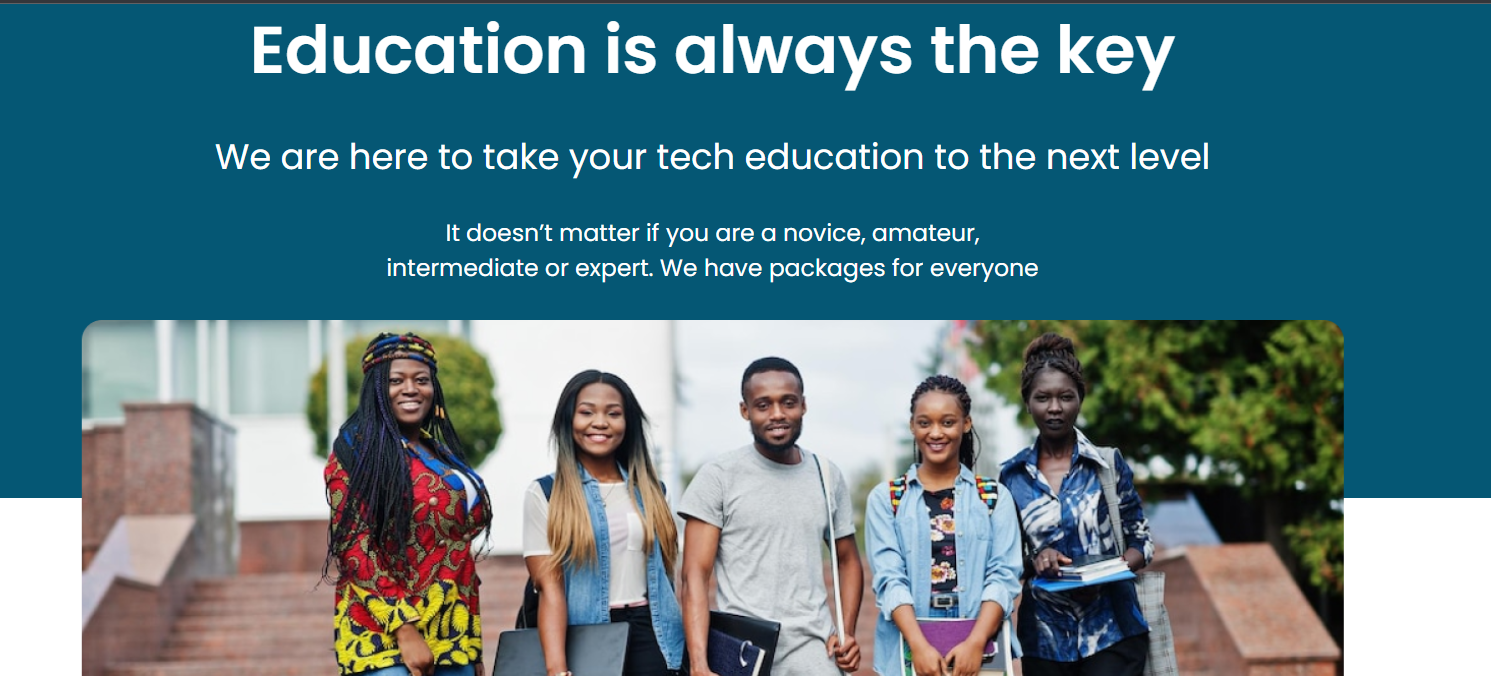 Education is always the key
We are here to take your tech education to the next level
It doesn’t matter if you are a novice, amateur,
intermediate or expert. We have packages for everyone